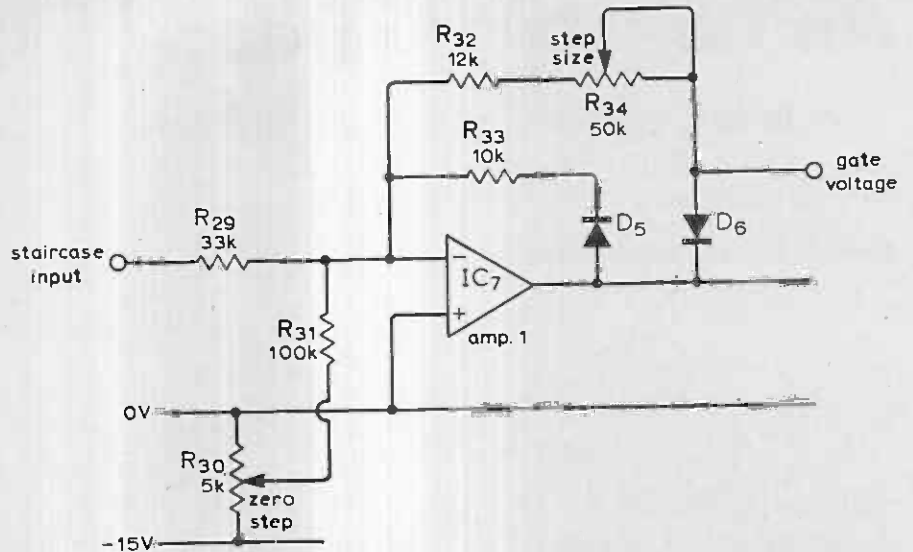 R32
12k
step
size
R34
50k
R33
10k
gate
voltage
D5
D6
R29
33k
staircase
input
−
IC7
+
amp. 1
R31
100k
0V
R30
5k
zero
step
-15V